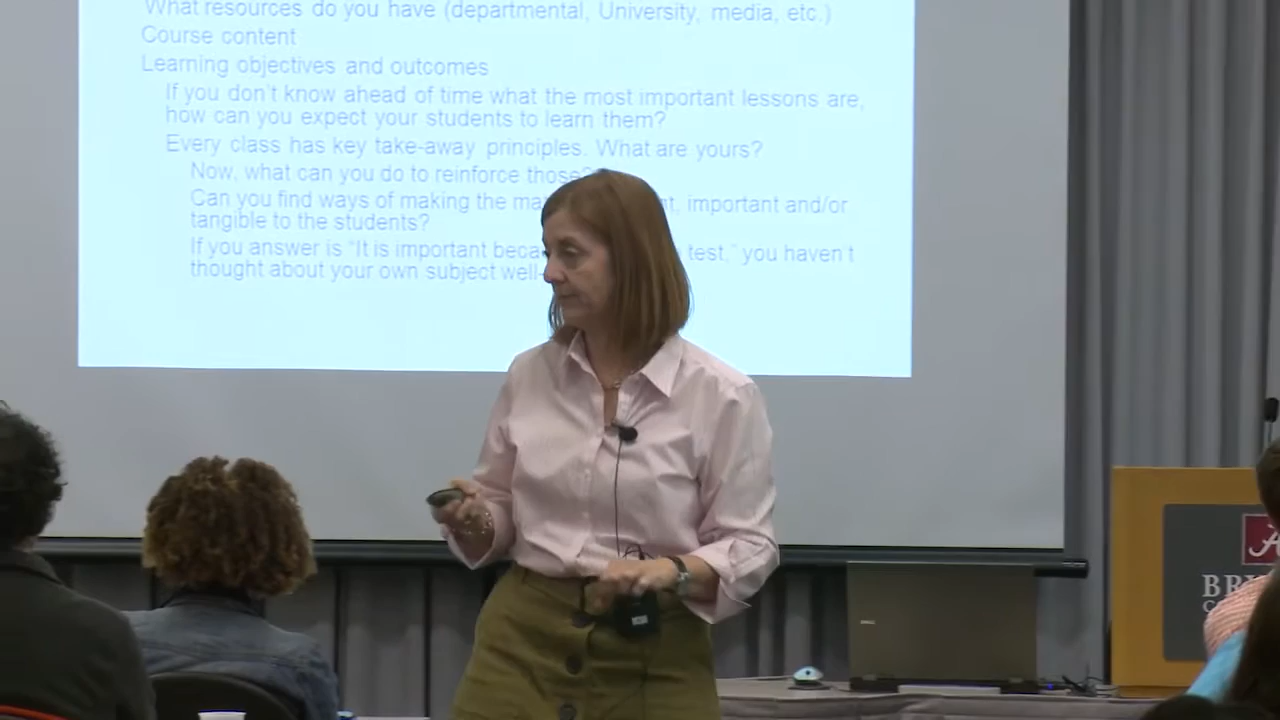 What resources do you have (departmental, University, media, etc.)
Course content
Learning objectives and outcomes
If you don't know ahead of time what the most important lessons are,
how can you expect your students to learn them?
Every class has key take-away principles. What are yours?
Now, what can you do to reinforce those?
Can you find ways of making the ma t, important and/or
tangible to the students?
If you answer is "It is important beca test," you haven't
thought about your own subject well-
A
BRY
C
DELL